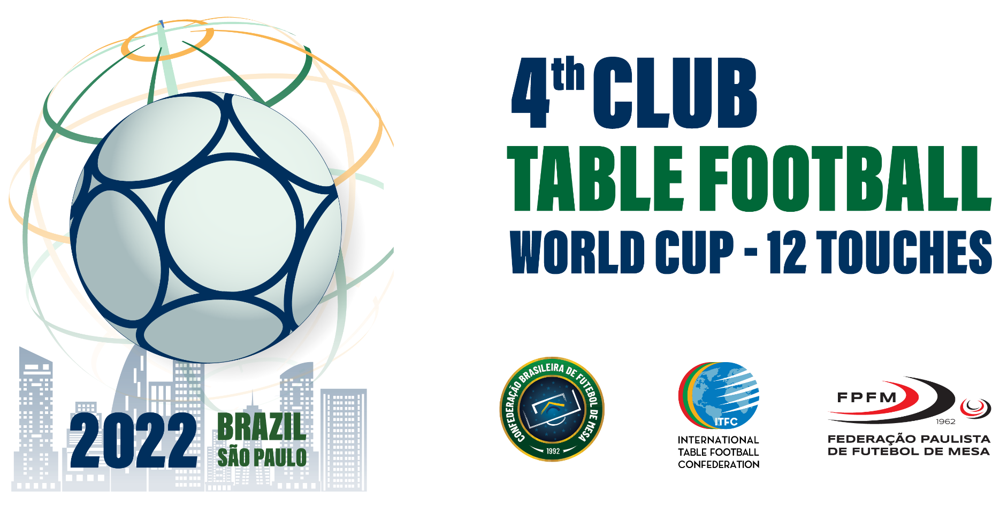 4th CLUB
TABLE FOOTBALL
WORLD CUP - 12 TOUCHES
2022
BRAZIL
SÃO PAULO
CONFEDERAÇÃO BRASILEIRA DE FUTEBOL DE MESA
1992
ITFC
INTERNATIONAL
TABLE FOOTBALL
CONFEDERATION
FPFM
1962
FEDERAÇÃO PAULISTA
DE FUTEBOL DE MESA